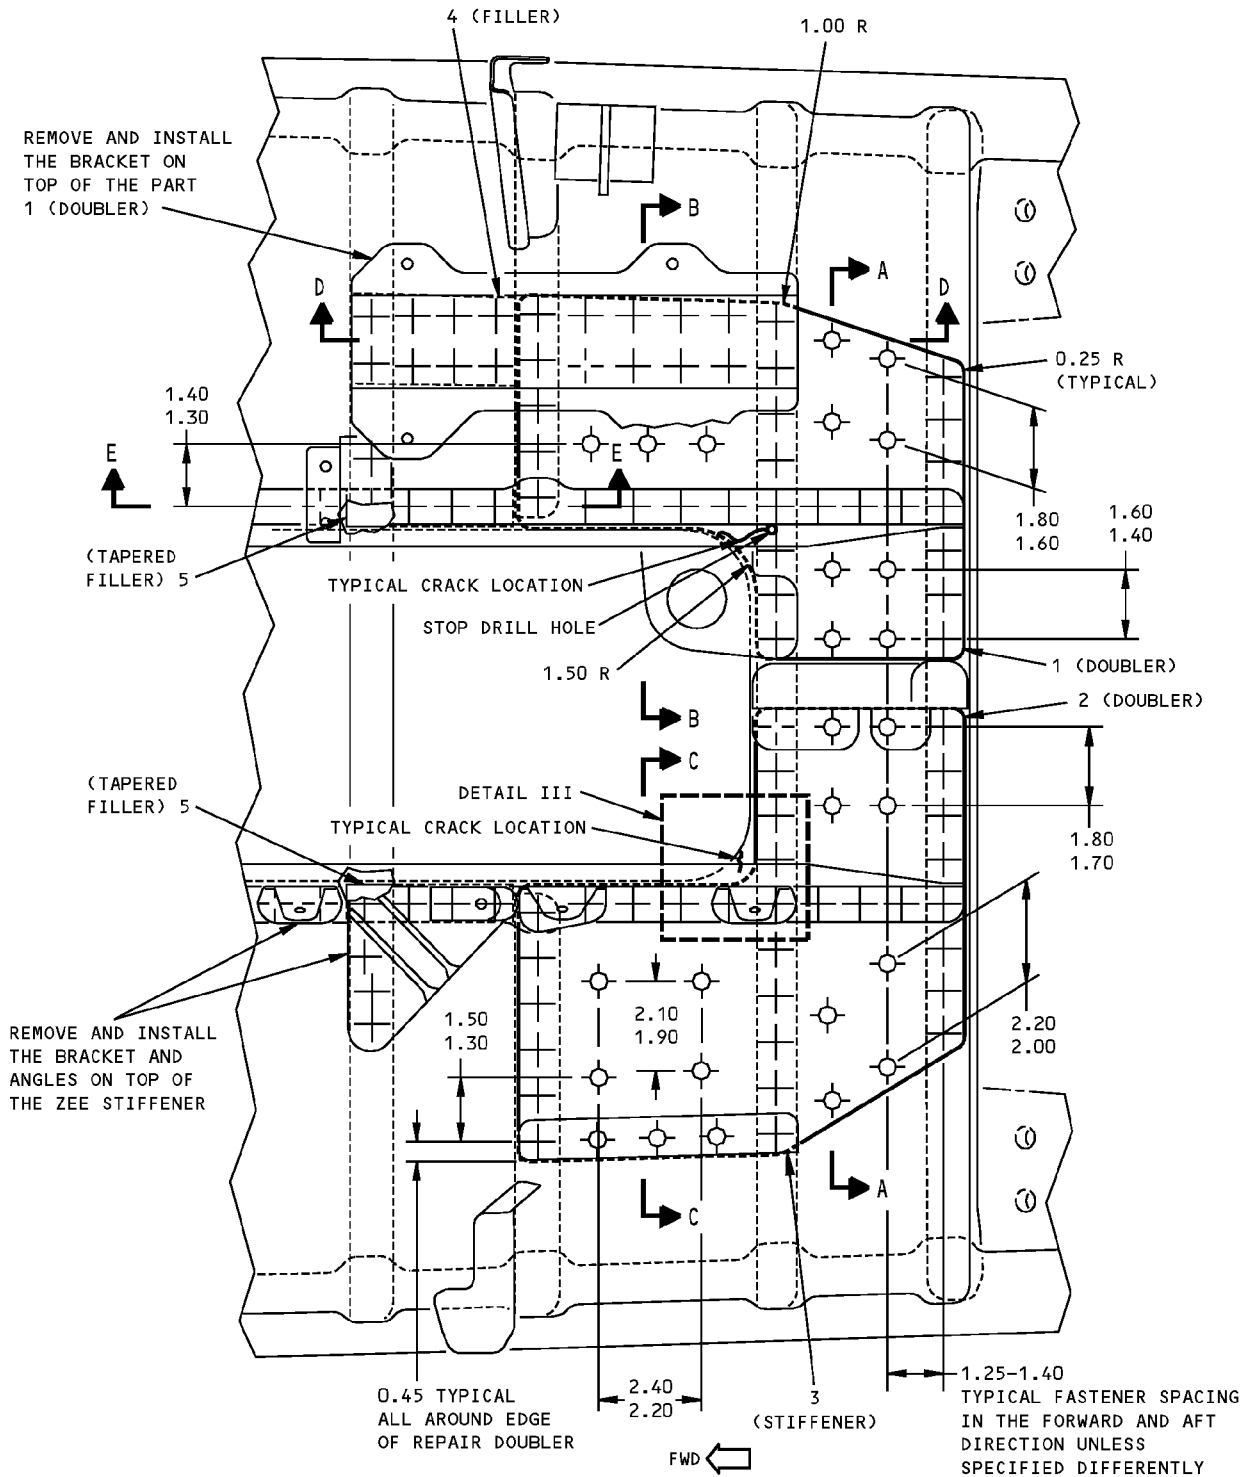 4 (FILLER)
1.00 R
REMOVE AND INSTALL
THE BRACKET ON
TOP OF THE PART
1 (DOUBLER)
B
A
D
D
0.25 R
(TYPICAL)
1.40
1.30
E
E
1.80
1.60
1.60
1.40
(TAPERED
FILLER) 5
TYPICAL CRACK LOCATION
STOP DRILL HOLE
1.50 R
1 (DOUBLER)
2 (DOUBLER)
B
C
(TAPERED
FILLER) 5
DETAIL III
TYPICAL CRACK LOCATION
1.80
1.70
REMOVE AND INSTALL
THE BRACKET AND
ANGLES ON TOP OF
THE ZEE STIFFENER
1.50
1.30
2.10
1.90
2.20
2.00
A
C
0.45 TYPICAL
ALL AROUND EDGE
OF REPAIR DOUBLER
2.40
2.20
3
(STIFFENER)
1.25-1.40
TYPICAL FASTENER SPACING
IN THE FORWARD AND AFT
DIRECTION UNLESS
SPECIFIED DIFFERENTLY
FWD